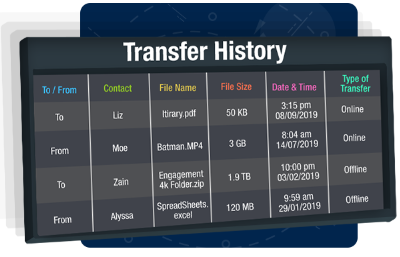 Transfer History
To / From Contact File Name File Size Date & Time Type of Transfer
To Liz Itirary.pdf 50 KB 3:15 pm 08/09/2019 Online
From Moe Batman.MP4 3 GB 8:04 am 14/07/2019 Online
To Zain Engagement 4k Folder.zip 1.9 TB 10:00 pm 03/02/2019 Offline
From Alyssa SpreadSheets.excel 120 MB 9:59 am 29/01/2019 Offline